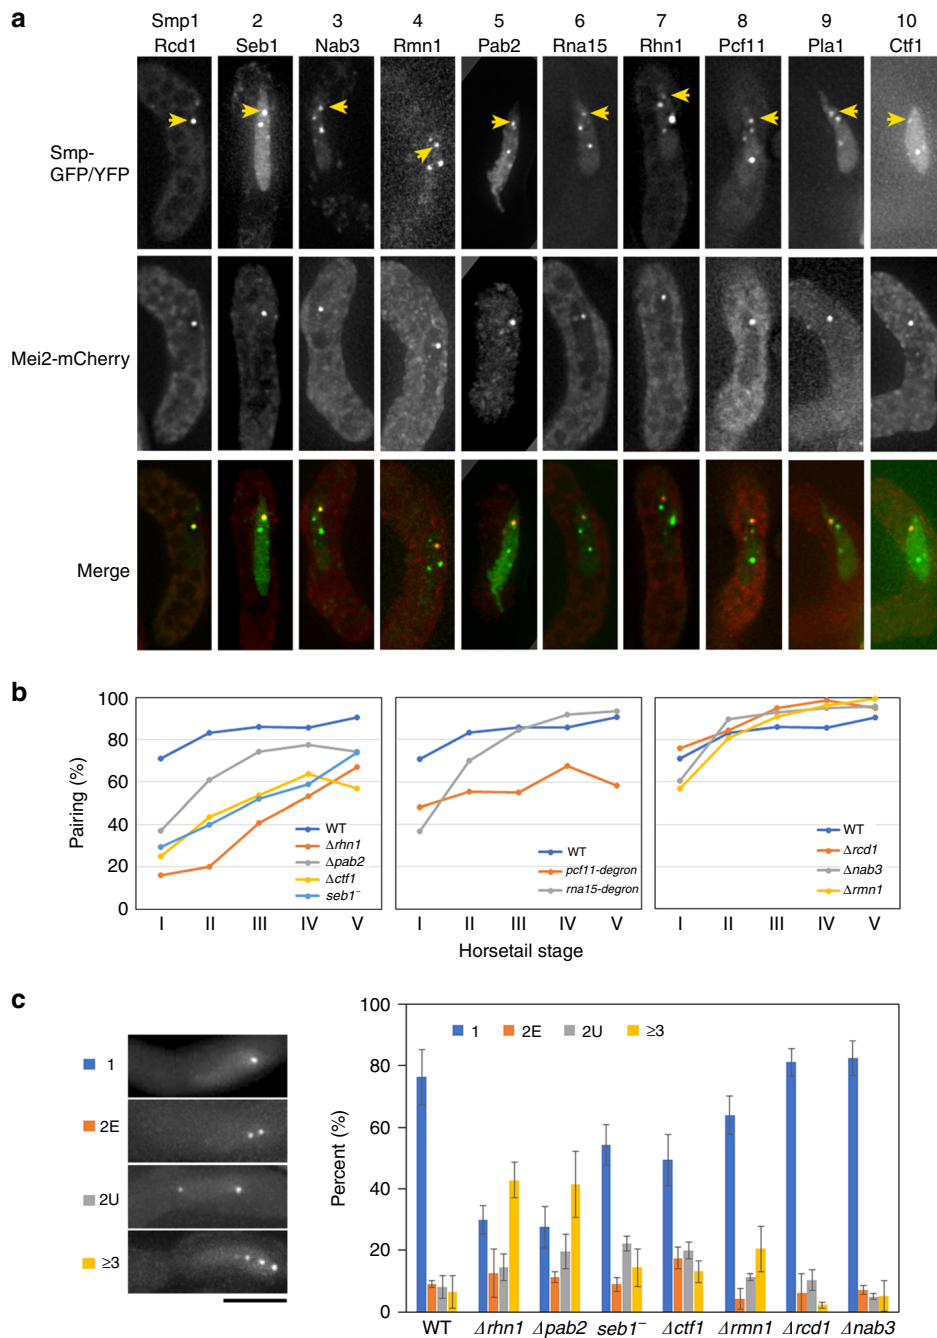 a
Smp1 2 3 4 5 6 7 8 9 10
Rcd1 Seb1 Nab3 Rmn1 Pab2 Rna15 Rhn1 Pcf11 Pla1 Ctf1
Smp-
GFP/YFP
Mei2-mCherry
Merge
b
Pairing (%)
100
80
60
40
20
0
WT
Δrhn1
Δpab2
Δctf1
seb1⁻
I II III IV V
WT
pcf11-degron
rna15-degron
I II III IV V
WT
Δrcd1
Δnab3
Δrmn1
I II III IV V
Horsetail stage
c
1
2E
2U
≥3
Percent (%)
100
80
60
40
20
0
1 2E 2U ≥3
WT Δrhn1 Δpab2 seb1⁻ Δctf1 Δrmn1 Δrcd1 Δnab3